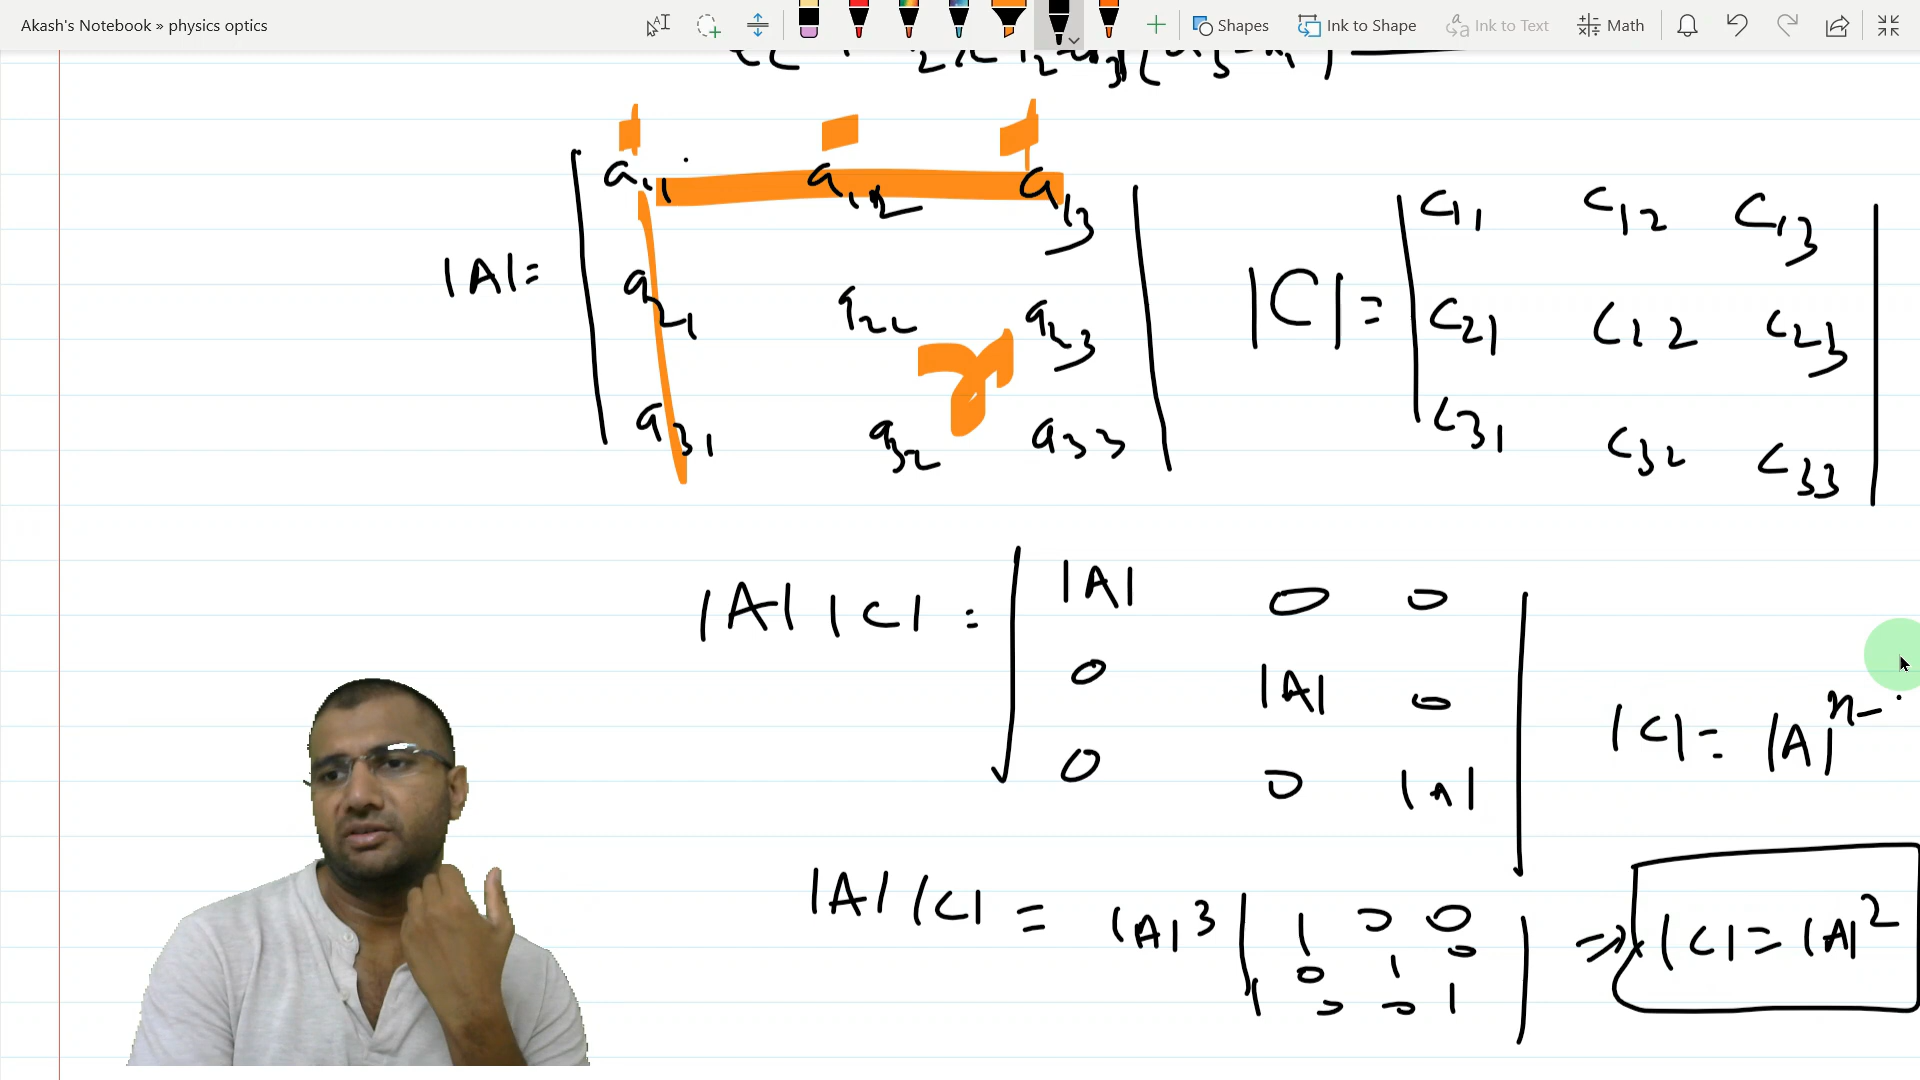 Akash's Notebook » physics optics
Shapes Ink to Shape Ink to Text Math
a11 a12 a13
|A|= a21 a22 a23
a31 a32 a33
c11 c12 c13
|C|= c21 c12 c23
c31 c32 c33
|A| |C| = |A| 0 0
0 |A| 0
0 0 |A|
|C| = |A|^n-
|A| |C| = |A|^3 | 1 0 0
0 1 0
0 0 1 |
⇒ |C| = |A|^2